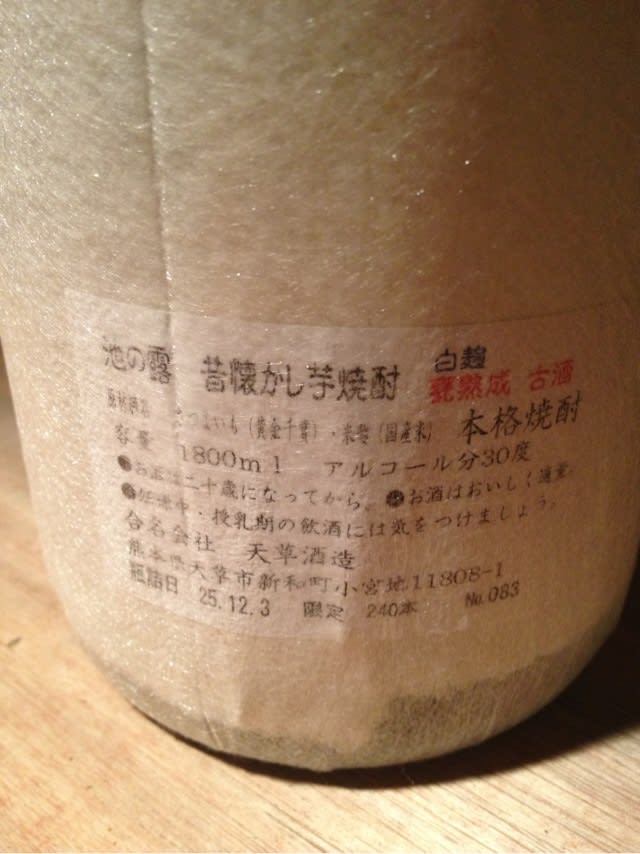 池の露 昔懐かし芋焼酎 白麹
甕熟成 古酒
原材料名 さつまいも（黄金千貫）・米麹（国産米） 本格焼酎
容量 1800ml アルコール分30度
●お酒は二十歳になってから。●お酒はおいしく適量。
●妊娠中・授乳期の飲酒には気をつけましょう。
合名会社 天草酒造
熊本県天草市新和町小宮地11808-1
瓶詰日 25.12.3 限定 240本 No.083